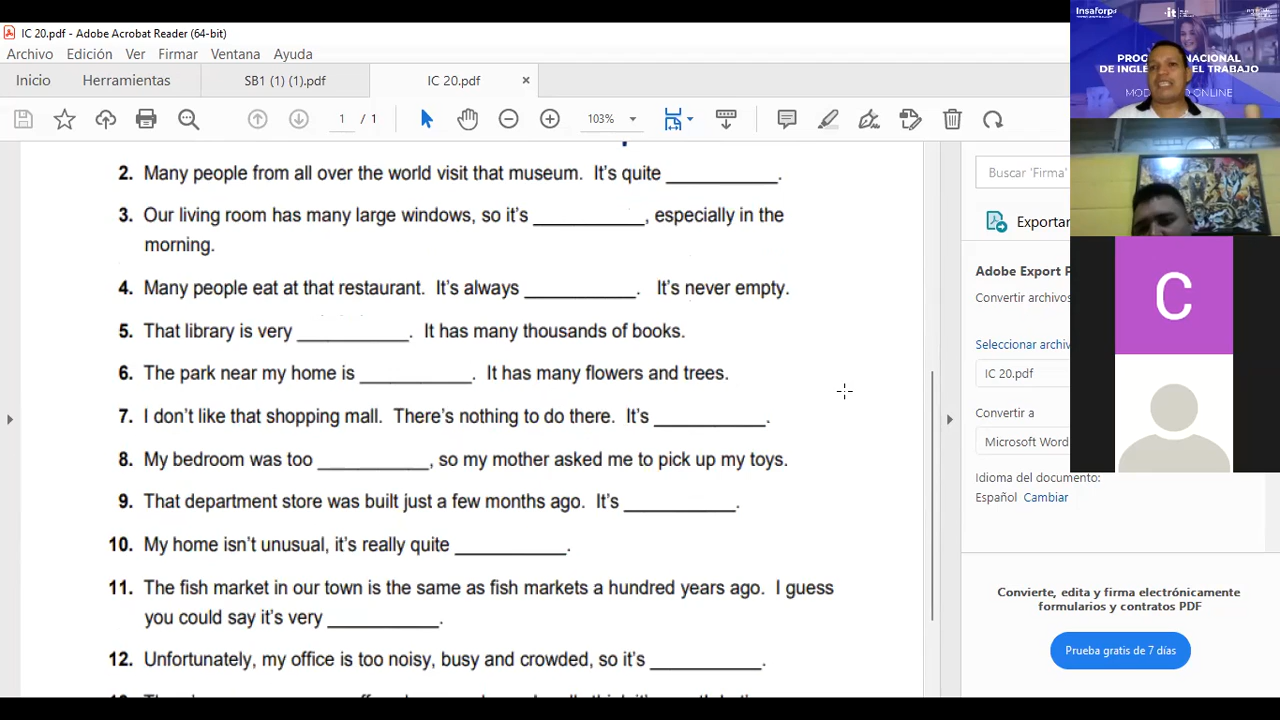 IC 20.pdf - Adobe Acrobat Reader (64-bit)
Archivo Edición Ver Firmar Ventana Ayuda
Inicio Herramientas SB1 (1) (1).pdf IC 20.pdf ×
1 / 1 103%
2. Many people from all over the world visit that museum. It's quite ___________.
3. Our living room has many large windows, so it's ___________, especially in the
morning.
4. Many people eat at that restaurant. It's always ___________. It's never empty.
5. That library is very ___________. It has many thousands of books.
6. The park near my home is ___________. It has many flowers and trees.
7. I don't like that shopping mall. There's nothing to do there. It's ___________.
8. My bedroom was too ___________, so my mother asked me to pick up my toys.
9. That department store was built just a few months ago. It's ___________.
10. My home isn't unusual, it's really quite ___________.
11. The fish market in our town is the same as fish markets a hundred years ago. I guess
you could say it's very ___________.
12. Unfortunately, my office is too noisy, busy and crowded, so it's ___________.
Buscar 'Firma'
Exportar
Adobe Export P
Convertir archivos
Seleccionar archiv
IC 20.pdf
Convertir a
Microsoft Word
Idioma del documento:
Español Cambiar
Convierte, edita y firma electrónicamente
formularios y contratos PDF
Prueba gratis de 7 días
Insaforp
it
PROG NACIONAL
DE INGL EL TRABAJO
MOD ONLINE
C